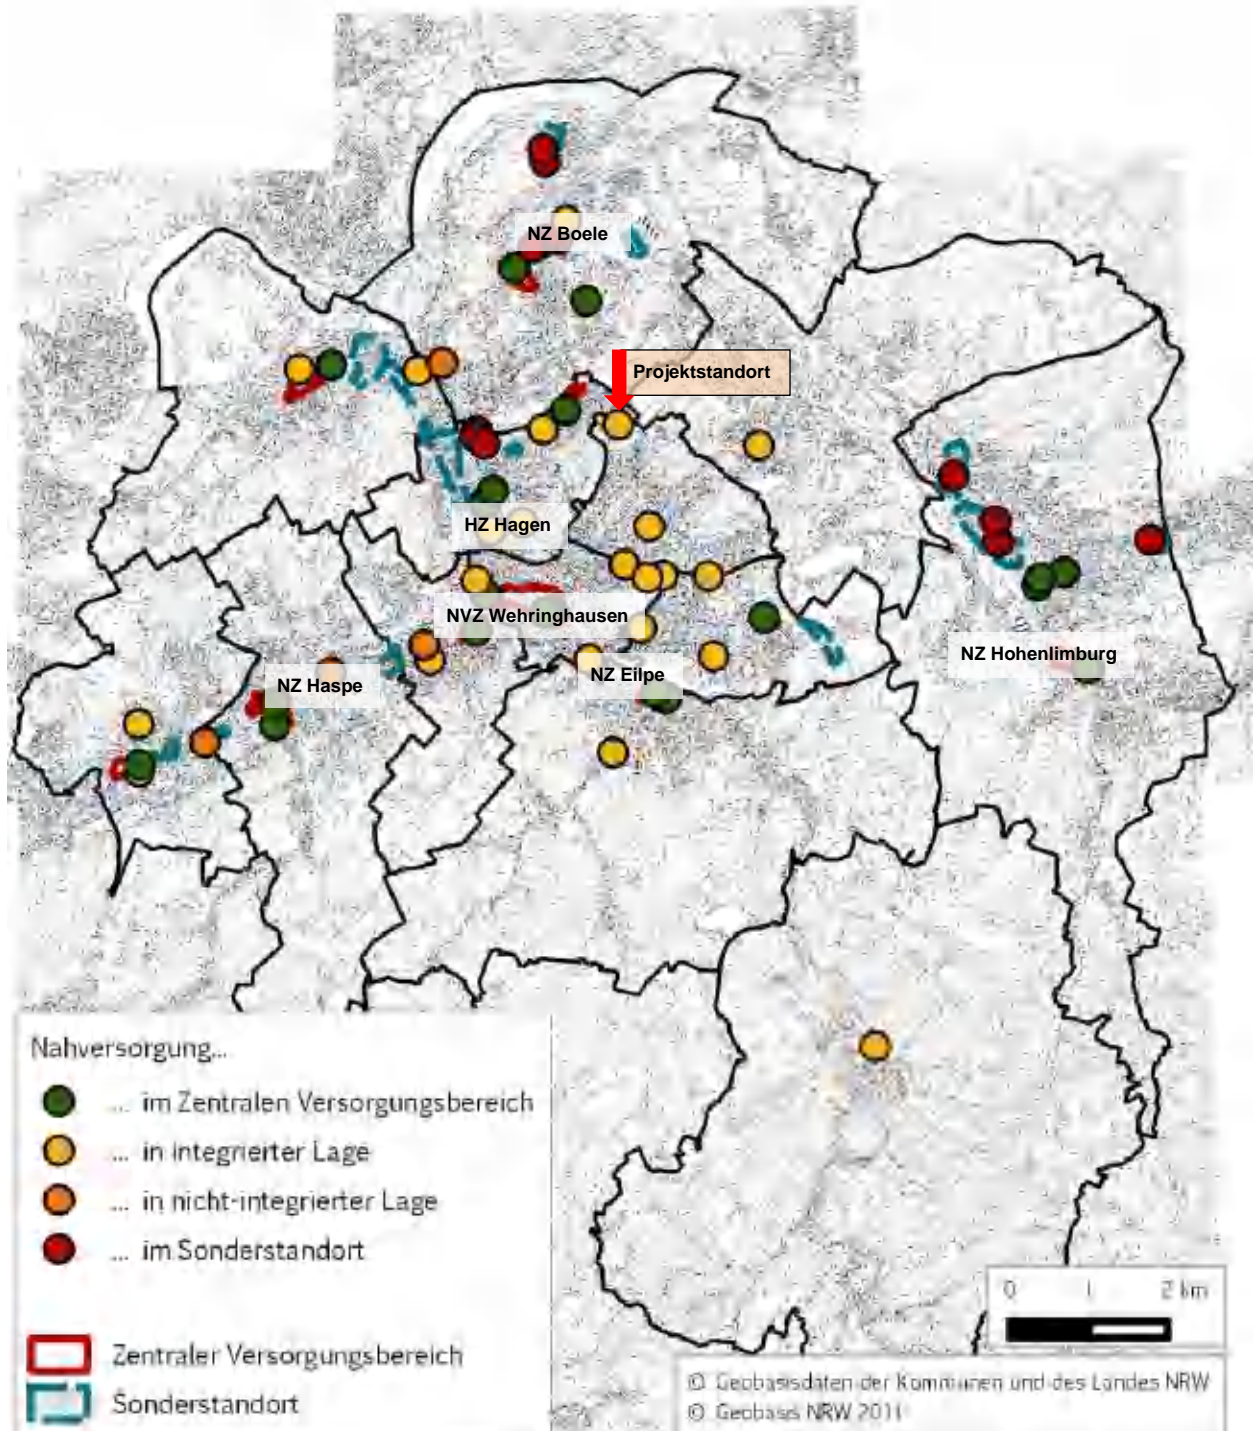 NZ Boele
Projektstandort
HZ Hagen
NVZ Wehringhausen
NZ Hohenlimburg
NZ Eilpe
NZ Haspe
Nahversorgung...
... im Zentralen Versorgungsbereich
... in integrierter Lage
... in nicht-integrierter Lage
... im Sonderstandort
Zentraler Versorgungsbereich
Sonderstandort
0 1 2 km
© Geobasisdaten der Kommunen und des Landes NRW
© Geobasis NRW 2011